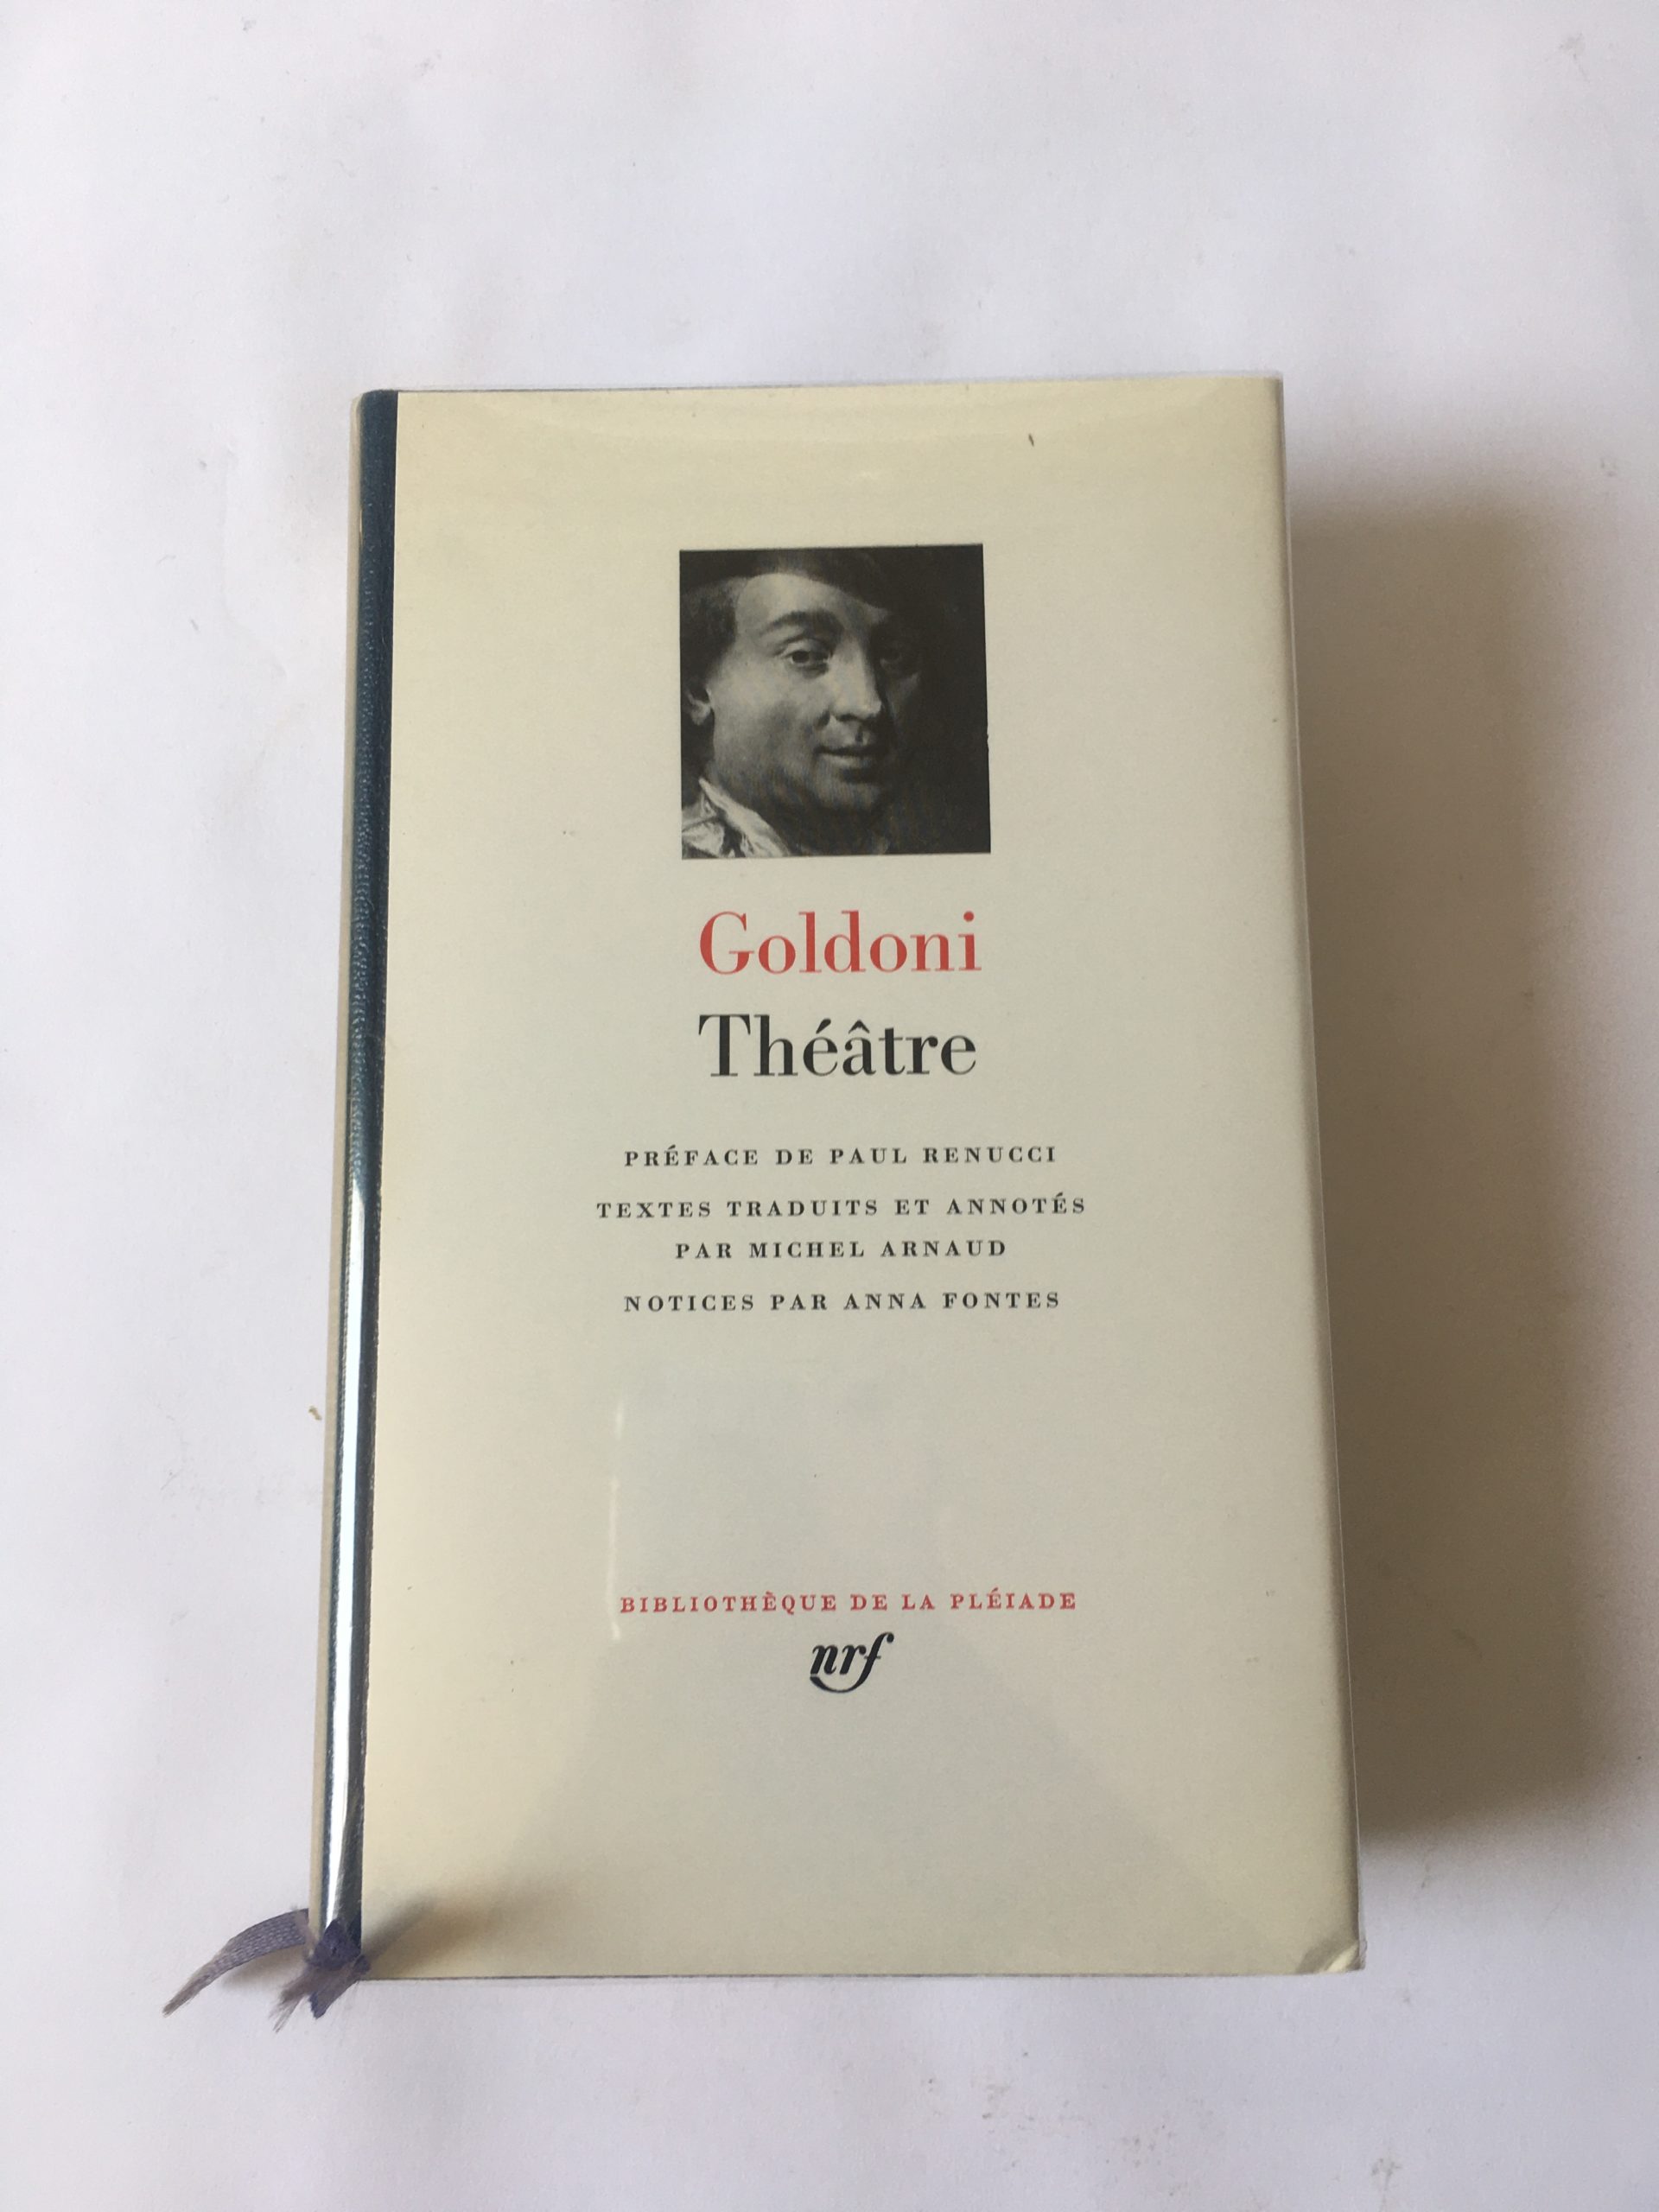 Goldoni
Théâtre
PRÉFACE DE PAUL RENUCCI
TEXTES TRADUITS ET ANNOTÉS
PAR MICHEL ARNAUD
NOTICES PAR ANNA FONTES
BIBLIOTHÈQUE DE LA PLÉIADE
nrf